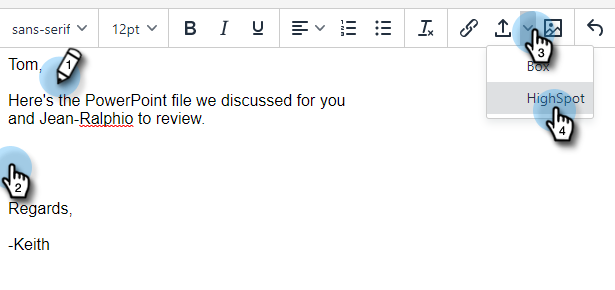 sans-serif 12pt B I U
Tom,
1
3
Box
Here's the PowerPoint file we discussed for you
HighSpot
and Jean-Ralphio to review.
4
2
Regards,
-Keith